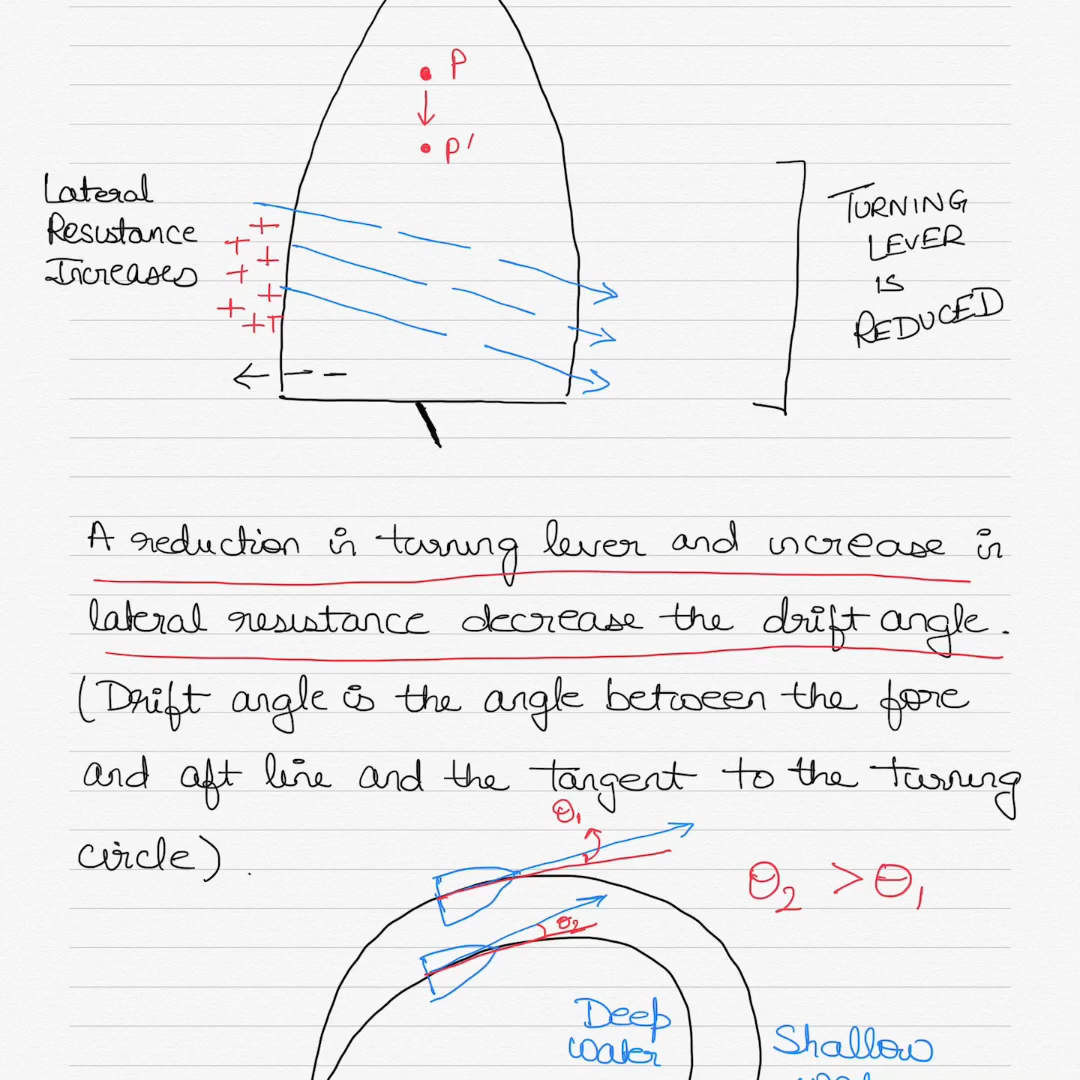 P
P'
Lateral
Resistance
Increases
TURNING
LEVER
IS
REDUCED
A reduction in turning lever and increase in
lateral resistance decrease the drift angle.
(Drift angle is the angle between the fore
and aft line and the tangent to the turning
circle).
θ₁
θ₂ > θ₁
θ₂
Deep
water
Shallow